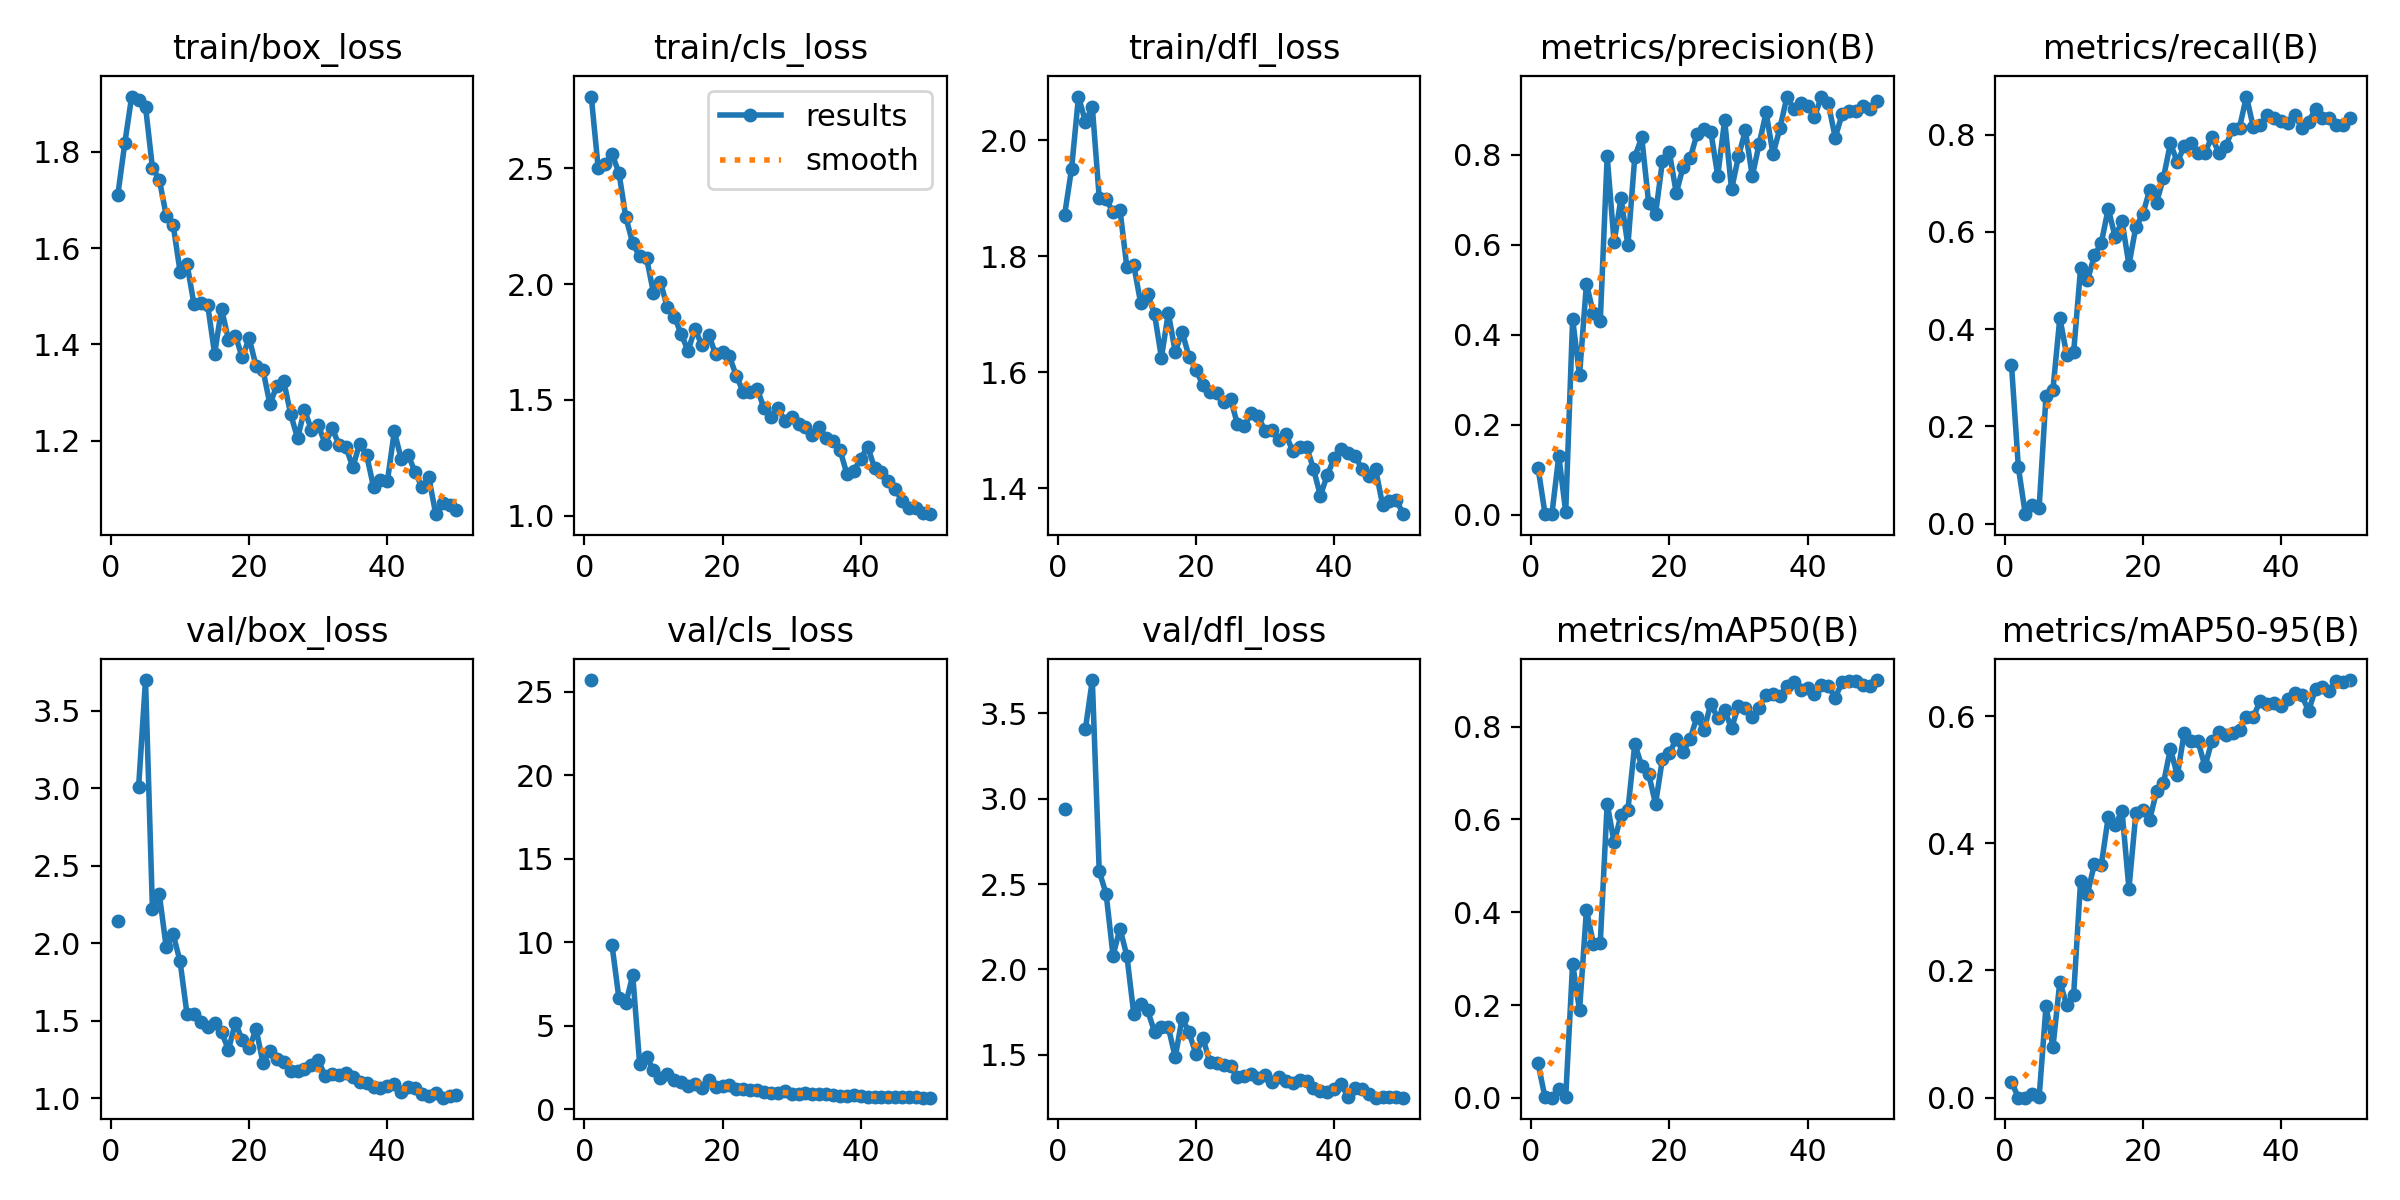 train/box_loss
1.8
1.6
1.4
1.2
0 20 40
train/cls_loss
results
smooth
2.5
2.0
1.5
1.0
0 20 40
train/dfl_loss
2.0
1.8
1.6
1.4
0 20 40
metrics/precision(B)
0.8
0.6
0.4
0.2
0.0
0 20 40
metrics/recall(B)
0.8
0.6
0.4
0.2
0.0
0 20 40
val/box_loss
3.5
3.0
2.5
2.0
1.5
1.0
0 20 40
val/cls_loss
25
20
15
10
5
0
0 20 40
val/dfl_loss
3.5
3.0
2.5
2.0
1.5
0 20 40
metrics/mAP50(B)
0.8
0.6
0.4
0.2
0.0
0 20 40
metrics/mAP50-95(B)
0.6
0.4
0.2
0.0
0 20 40